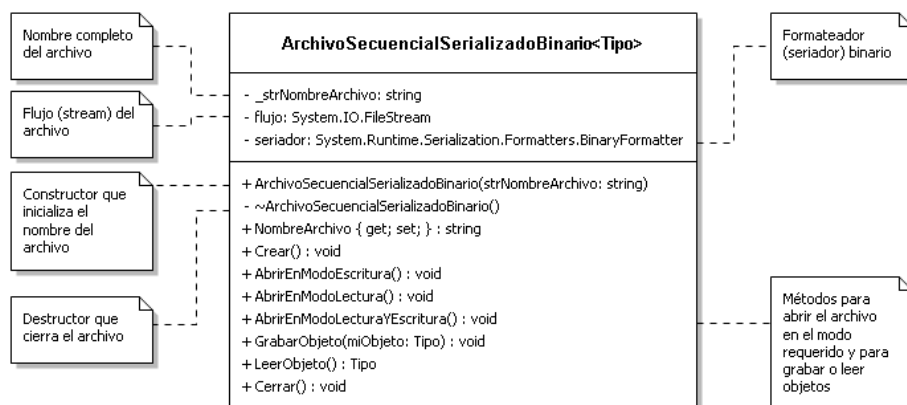 Nombre completo
del archivo
Flujo (stream) del
archivo
Constructor que
inicializa el
nombre del
archivo
Destructor que
cierra el archivo
ArchivoSecuencialSerializadoBinario<Tipo>
- _strNombreArchivo: string
- flujo: System.IO.FileStream
- seriador: System.Runtime.Serialization.Formatters.BinaryFormatter
+ ArchivoSecuencialSerializadoBinario(strNombreArchivo: string)
- ~ArchivoSecuencialSerializadoBinario()
+ NombreArchivo { get; set; } : string
+ Crear() : void
+ AbrirEnModoEscritura() : void
+ AbrirEnModoLectura() : void
+ AbrirEnModoLecturaYEscritura() : void
+ GrabarObjeto(miObjeto: Tipo) : void
+ LeerObjeto() : Tipo
+ Cerrar() : void
Formateador
(seriador) binario
Métodos para
abrir el archivo
en el modo
requerido y para
grabar o leer
objetos